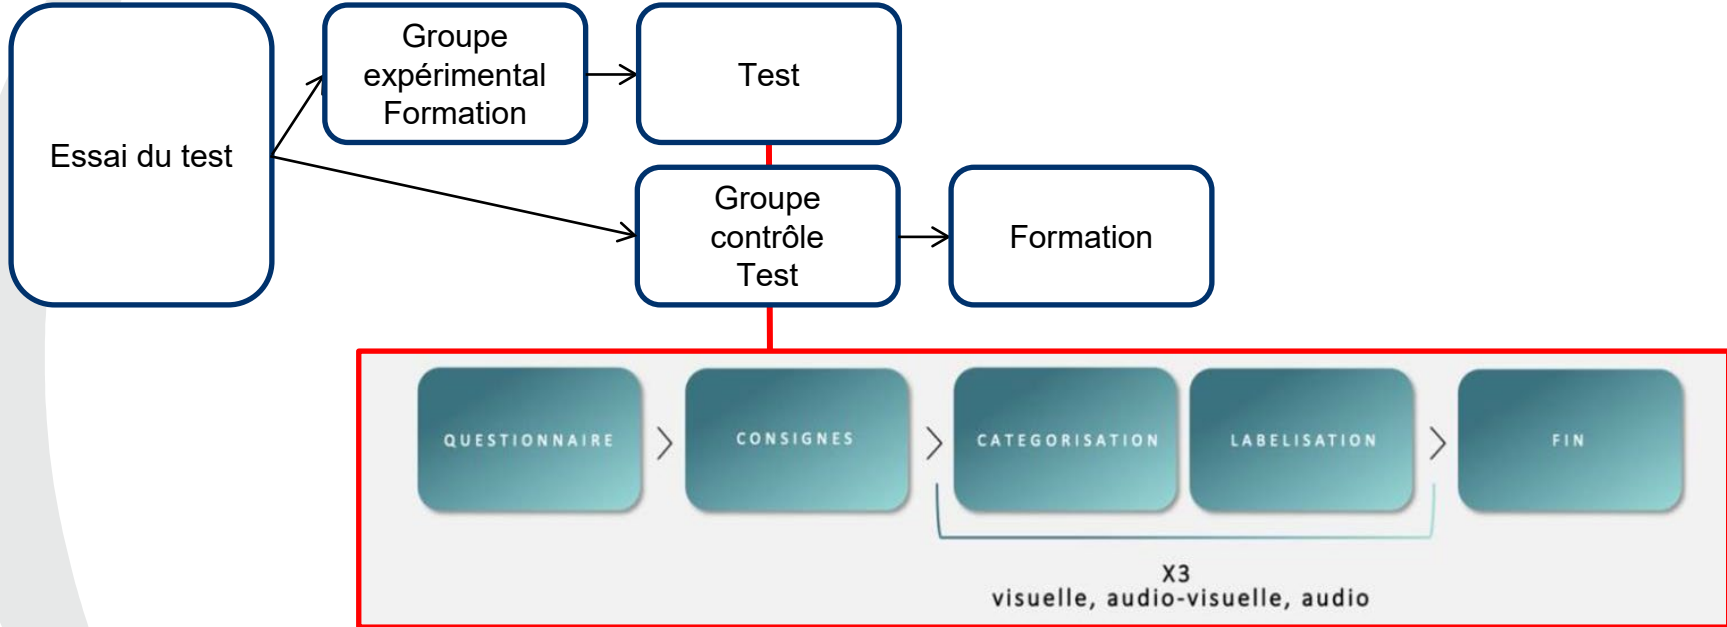 Essai du test
Groupe
expérimental
Formation
Test
Groupe
contrôle
Test
Formation
QUESTIONNAIRE
CONSIGNES
CATEGORISATION
LABELISATION
FIN
X3
visuelle, audio-visuelle, audio